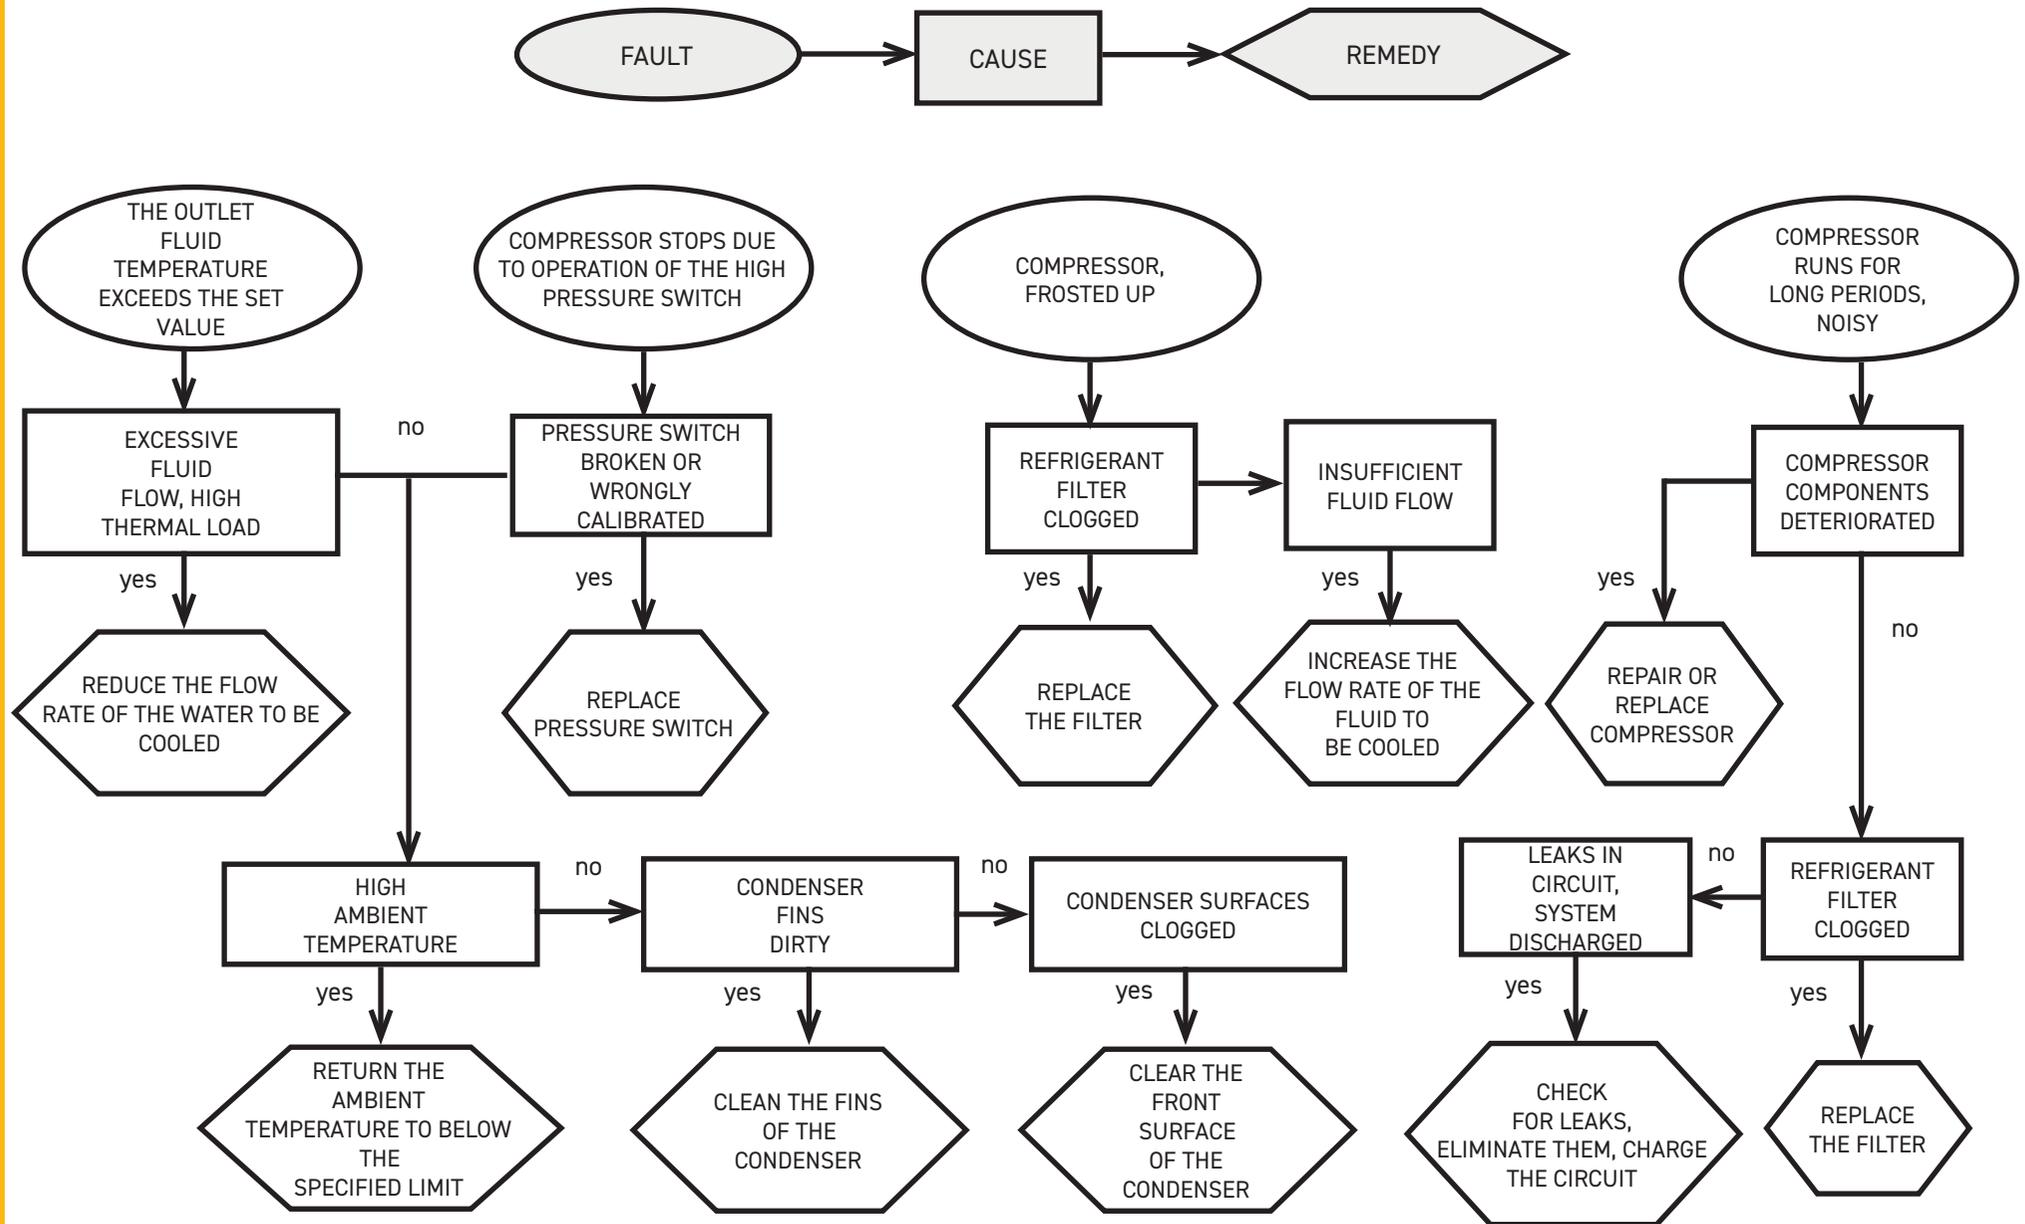 FAULT
CAUSE
REMEDY
THE OUTLET
FLUID
TEMPERATURE
EXCEEDS THE SET
VALUE
COMPRESSOR STOPS DUE
TO OPERATION OF THE HIGH
PRESSURE SWITCH
COMPRESSOR,
FROSTED UP
COMPRESSOR
RUNS FOR
LONG PERIODS,
NOISY
EXCESSIVE
FLUID
FLOW, HIGH
THERMAL LOAD
no
PRESSURE SWITCH
BROKEN OR
WRONGLY
CALIBRATED
REFRIGERANT
FILTER
CLOGGED
INSUFFICIENT
FLUID FLOW
COMPRESSOR
COMPONENTS
DETERIORATED
yes
yes
yes
yes
yes
no
REDUCE THE FLOW
RATE OF THE WATER TO BE
COOLED
REPLACE
PRESSURE SWITCH
REPLACE
THE FILTER
INCREASE THE
FLOW RATE OF THE
FLUID TO
BE COOLED
REPAIR OR
REPLACE
COMPRESSOR
HIGH
AMBIENT
TEMPERATURE
no
CONDENSER
FINS
DIRTY
no
CONDENSER SURFACES
CLOGGED
LEAKS IN
CIRCUIT,
SYSTEM
DISCHARGED
no
REFRIGERANT
FILTER
CLOGGED
yes
yes
yes
yes
yes
RETURN THE
AMBIENT
TEMPERATURE TO BELOW
THE
SPECIFIED LIMIT
CLEAN THE FINS
OF THE
CONDENSER
CLEAR THE
FRONT
SURFACE
OF THE
CONDENSER
CHECK
FOR LEAKS,
ELIMINATE THEM, CHARGE
THE CIRCUIT
REPLACE
THE FILTER